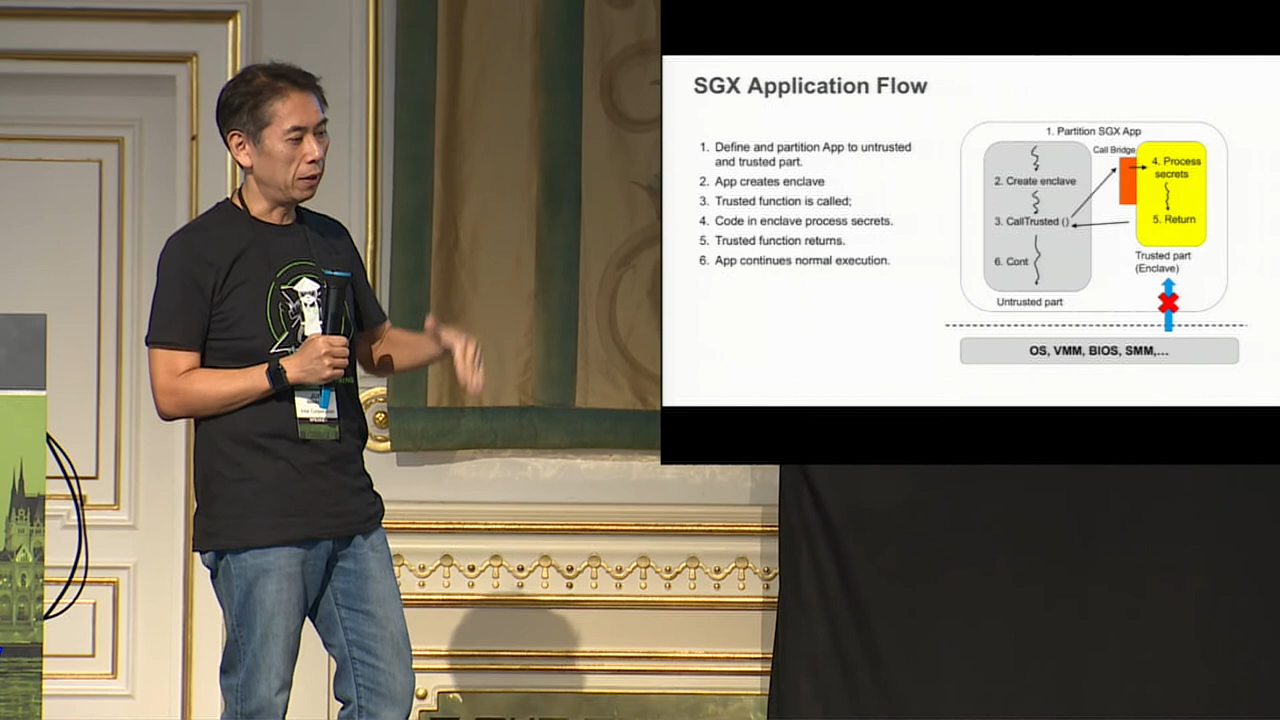 SGX Application Flow
1. Define and partition App to untrusted
and trusted part.
2. App creates enclave
3. Trusted function is called;
4. Code in enclave process secrets.
5. Trusted function returns.
6. App continues normal execution.
1. Partition SGX App
Call Bridge
4. Process
secrets
2. Create enclave
3. CallTrusted ()
5. Return
6. Cont
Trusted part
(Enclave)
Untrusted part
OS, VMM, BIOS, SMM,...